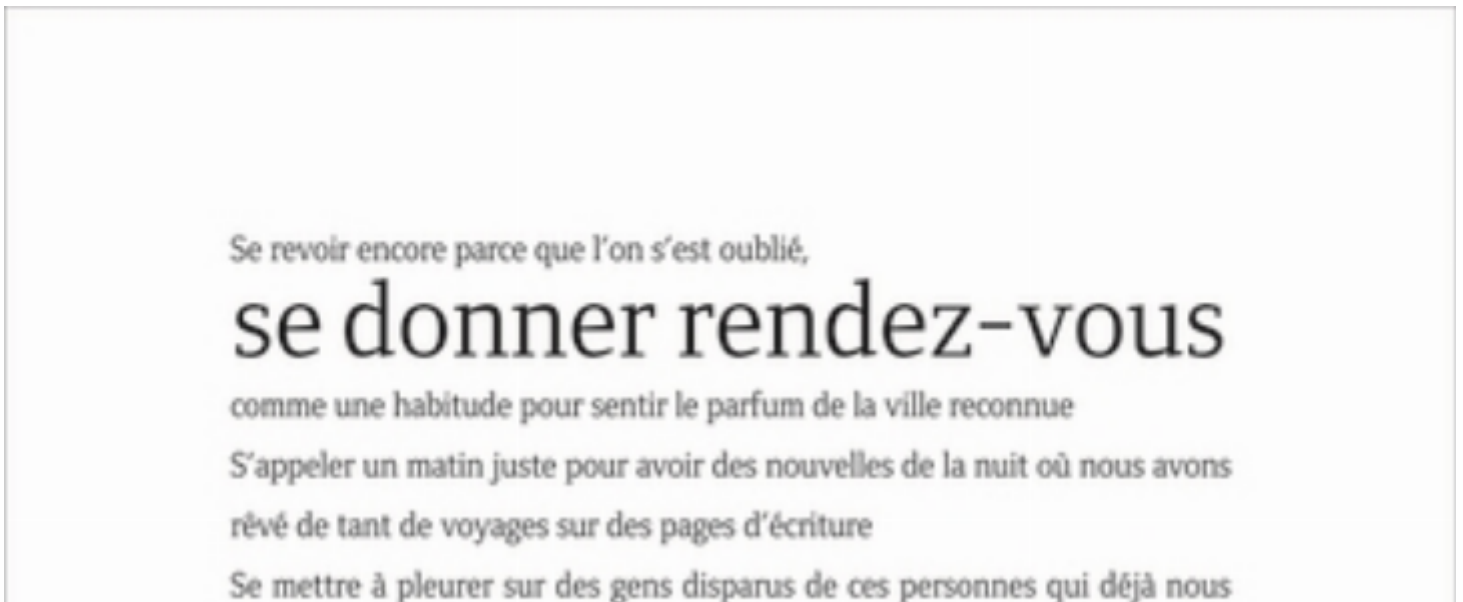 Se revoir encore parce que l'on s'est oublié,
se donner rendez-vous
comme une habitude pour sentir le parfum de la ville reconnue
S'appeler un matin juste pour avoir des nouvelles de la nuit où nous avons
rêvé de tant de voyages sur des pages d'écriture
Se mettre à pleurer sur des gens disparus de ces personnes qui déjà nous